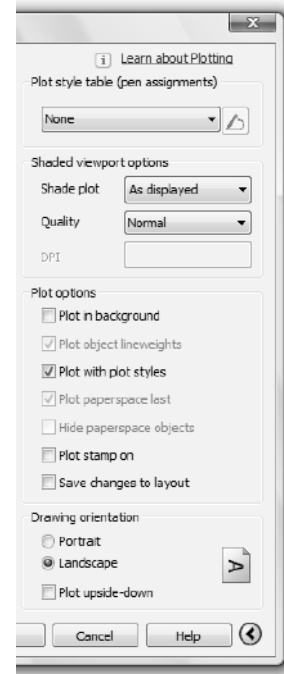 Learn about Plotting
Plot style table (pen assignments)
None
Shaded viewport options
Shade plot As displayed
Quality Normal
DPI
Plot options
Plot in background
Plot object lineweights
Plot with plot styles
Plot paperspace last
Hide paperspace objects
Plot stamp on
Save changes to layout
Drawing orientation
Portrait
Landscape
A
Plot upside-down
Cancel Help